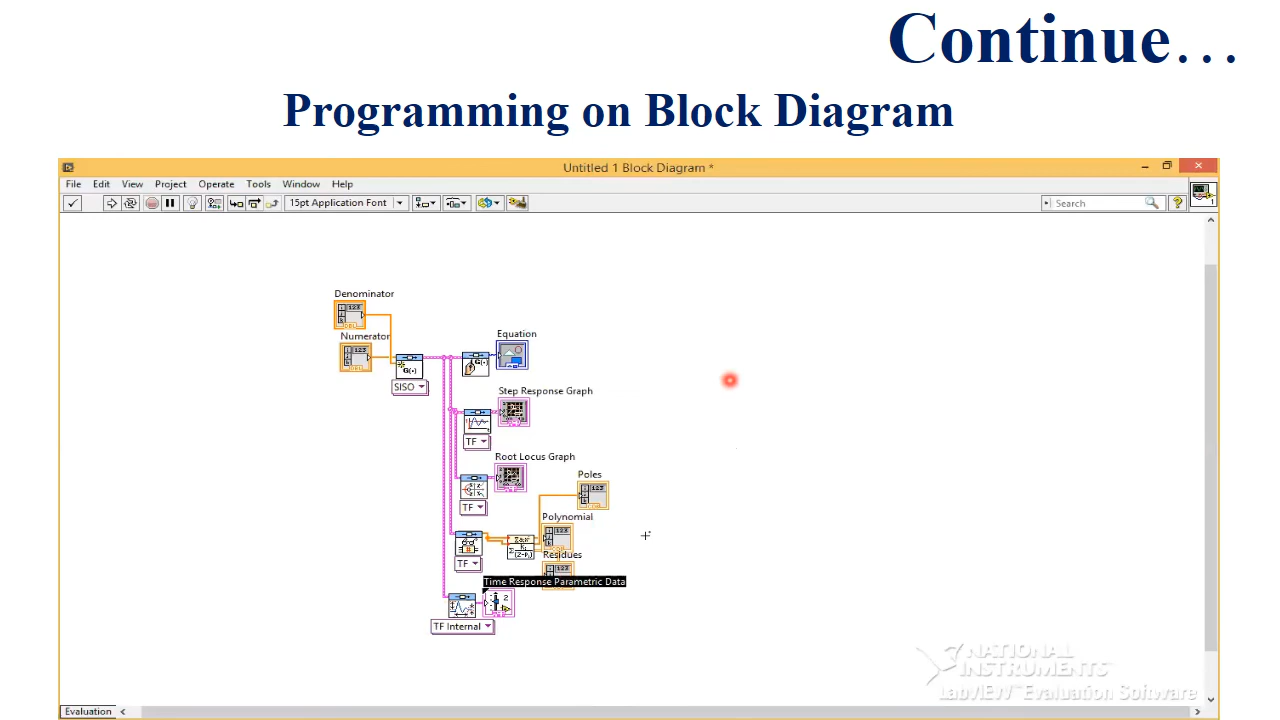 Continue…
Programming on Block Diagram
Untitled 1 Block Diagram *
File Edit View Project Operate Tools Window Help
15pt Application Font
Search
Denominator
Numerator
SISO
Equation
Step Response Graph
TF
Root Locus Graph
TF
Poles
Polynomial
Residues
TF
Time Response Parametric Data
TF Internal
NATIONAL
INSTRUMENTS
LabVIEW™ Evaluation Software
Evaluation